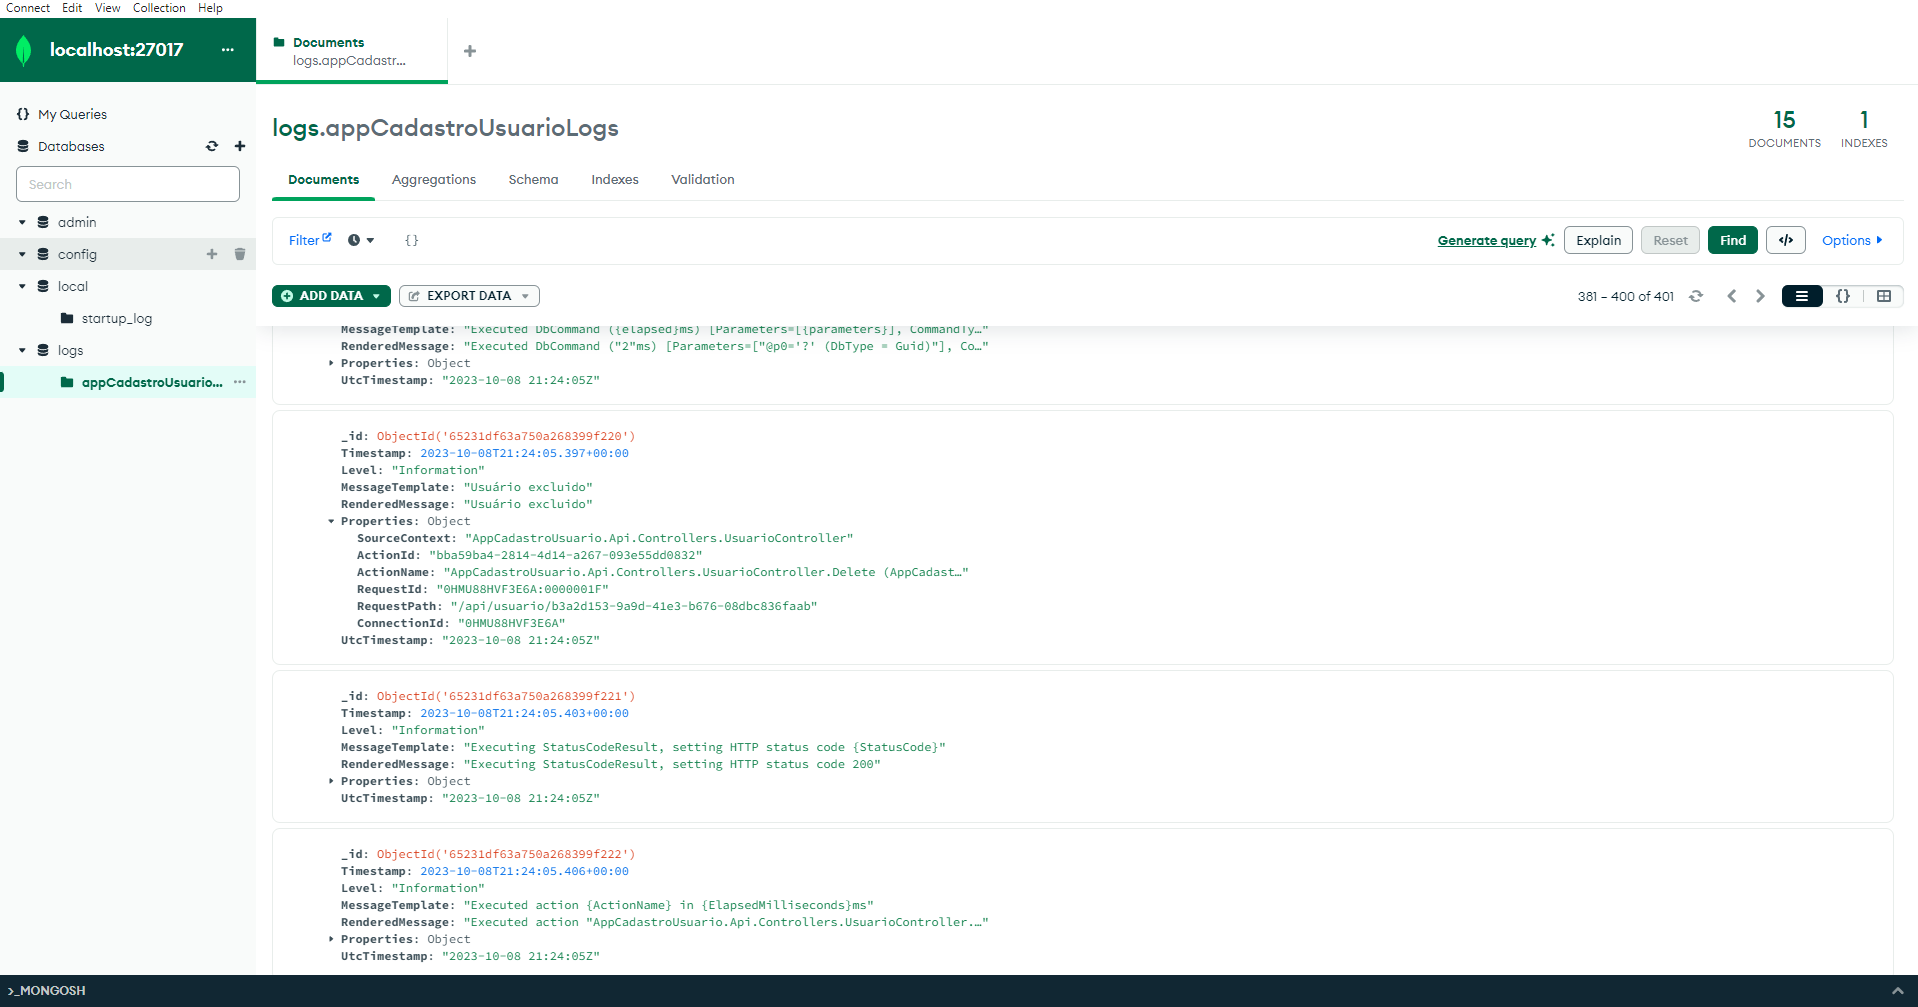 Connect Edit View Collection Help
localhost:27017 ...
Documents
logs.appCadastr...
My Queries
Databases
Search
admin
config
local
startup_log
logs
appCadastroUsuario... ...
logs.appCadastroUsuarioLogs
15
DOCUMENTS
1
INDEXES
Documents Aggregations Schema Indexes Validation
Filter {} Generate query Explain Reset Find </> Options
ADD DATA EXPORT DATA 381 – 400 of 401 {}
MessageTemplate: "Executed DbCommand ({elapsed}ms) [Parameters=[{parameters}], CommandTy…"
RenderedMessage: "Executed DbCommand ("2"ms) [Parameters=["@p0='?' (DbType = Guid)"], Co…"
Properties: Object
UtcTimestamp: "2023-10-08 21:24:05Z"
_id: ObjectId('65231df63a750a268399f220')
Timestamp: 2023-10-08T21:24:05.397+00:00
Level: "Information"
MessageTemplate: "Usuário excluido"
RenderedMessage: "Usuário excluido"
Properties: Object
SourceContext: "AppCadastroUsuario.Api.Controllers.UsuarioController"
ActionId: "bba59ba4-2814-4d14-a267-093e55dd0832"
ActionName: "AppCadastroUsuario.Api.Controllers.UsuarioController.Delete (AppCadast…"
RequestId: "0HMU88HVF3E6A:0000001F"
RequestPath: "/api/usuario/b3a2d153-9a9d-41e3-b676-08dbc836faab"
ConnectionId: "0HMU88HVF3E6A"
UtcTimestamp: "2023-10-08 21:24:05Z"
_id: ObjectId('65231df63a750a268399f221')
Timestamp: 2023-10-08T21:24:05.403+00:00
Level: "Information"
MessageTemplate: "Executing StatusCodeResult, setting HTTP status code {StatusCode}"
RenderedMessage: "Executing StatusCodeResult, setting HTTP status code 200"
Properties: Object
UtcTimestamp: "2023-10-08 21:24:05Z"
_id: ObjectId('65231df63a750a268399f222')
Timestamp: 2023-10-08T21:24:05.406+00:00
Level: "Information"
MessageTemplate: "Executed action {ActionName} in {ElapsedMilliseconds}ms"
RenderedMessage: "Executed action "AppCadastroUsuario.Api.Controllers.UsuarioController.…"
Properties: Object
UtcTimestamp: "2023-10-08 21:24:05Z"
>_MONGOSH